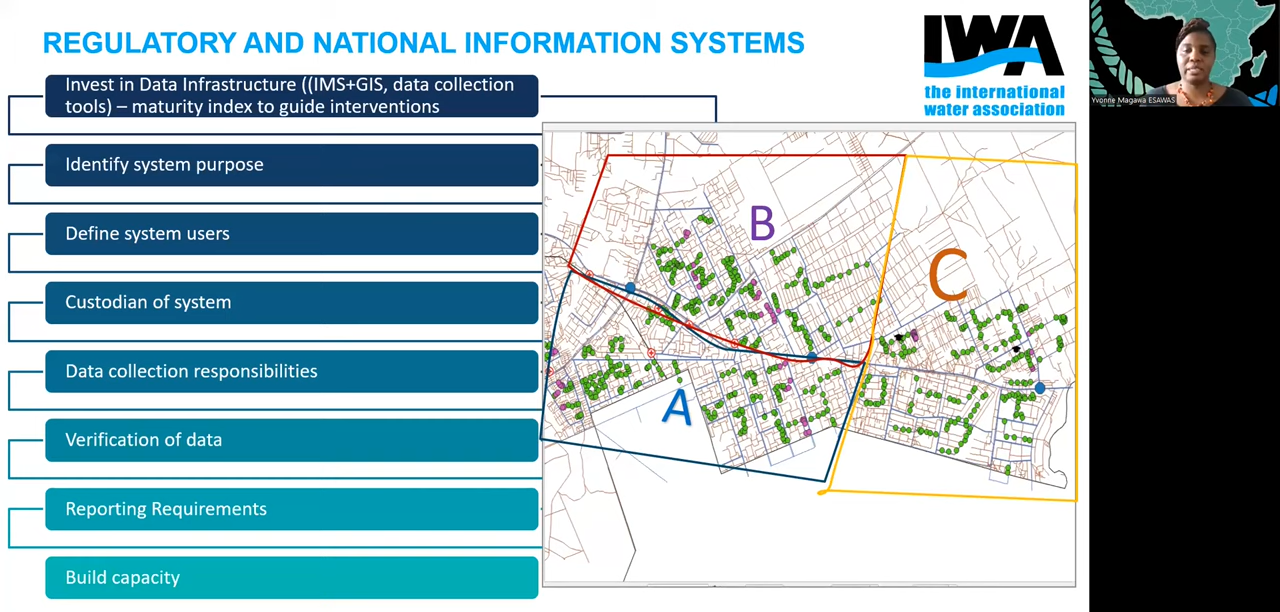 REGULATORY AND NATIONAL INFORMATION SYSTEMS
IWA
the international
water association
Yvonne Magawa ESAWAS
Invest in Data Infrastructure ((IMS+GIS, data collection
tools) – maturity index to guide interventions
Identify system purpose
Define system users
Custodian of system
Data collection responsibilities
Verification of data
Reporting Requirements
Build capacity
B
C
A